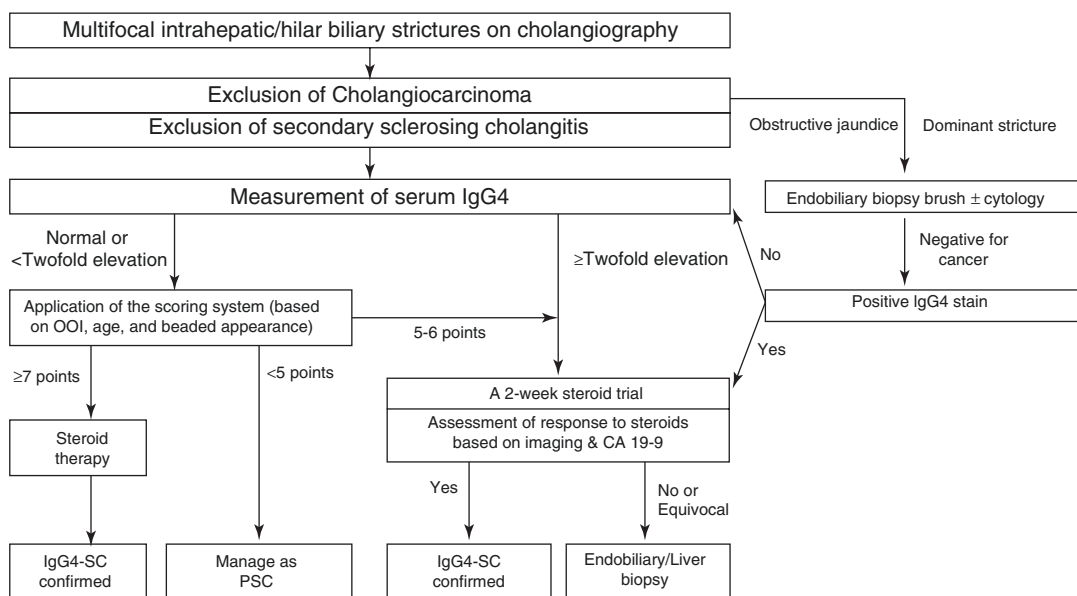 Multifocal intrahepatic/hilar biliary strictures on cholangiography
Exclusion of Cholangiocarcinoma
Exclusion of secondary sclerosing cholangitis
Obstructive jaundice
Dominant stricture
Measurement of serum IgG4
Endobiliary biopsy brush ± cytology
Normal or
<Twofold elevation
≥Twofold elevation
No
Negative for
cancer
Application of the scoring system (based
on OOI, age, and beaded appearance)
5-6 points
Positive IgG4 stain
Yes
≥7 points
<5 points
A 2-week steroid trial
Assessment of response to steroids
based on imaging & CA 19-9
Steroid
therapy
Yes
No or
Equivocal
IgG4-SC
confirmed
Manage as
PSC
IgG4-SC
confirmed
Endobiliary/Liver
biopsy